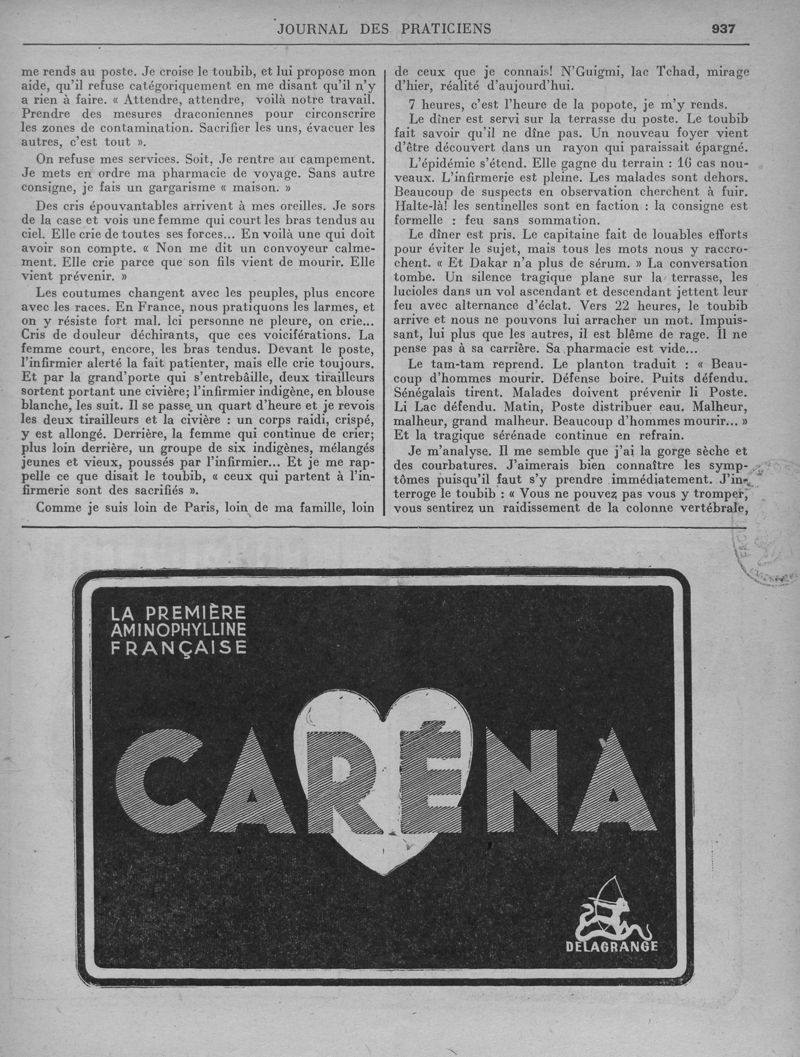 JOURNAL DES PRATICIENS
937
me rends au poste. Je croise le toubib, et lui propose mon
aide, qu'il refuse catégoriquement en me disant qu'il n'y
a rien à faire. « Attendre, attendre, voilà notre travail.
Prendre des mesures draconiennes pour circonscrire
les zones de contamination. Sacrifier les uns, évacuer les
autres, c'est tout ».
On refuse mes services. Soit, Je rentre au campement.
Je mets en ordre ma pharmacie de voyage. Sans autre
consigne, je fais un gargarisme « maison. »
Des cris épouvantables arrivent à mes oreilles. Je sors
de la case et vois une femme qui court les bras tendus au
ciel. Elle crie de toutes ses forces... En voilà une qui doit
avoir son compte. « Non me dit un convoyeur calme-
ment. Elle crie parce que son fils vient de mourir. Elle
vient prévenir. »
Les coutumes changent avec les peuples, plus encore
avec les races. En France, nous pratiquons les larmes, et
on y résiste fort mal. Ici personne ne pleure, on crie...
Cris de douleur déchirants, que ces voiciférations. La
femme court, encore, les bras tendus. Devant le poste,
l'infirmier alerté la fait patienter, mais elle crie toujours.
Et par la grand'porte qui s'entrebâille, deux tirailleurs
sortent portant une civière; l'infirmier indigène, en blouse
blanche, les suit. Il se passe un quart d'heure et je revois
les deux tirailleurs et la civière : un corps raidi, crispé,
y est allongé. Derrière, la femme qui continue de crier;
plus loin derrière, un groupe de six indigènes, mélangés
jeunes et vieux, poussés par l'infirmier... Et je me rap-
pelle ce que disait le toubib, « ceux qui partent à l'in-
firmerie sont des sacrifiés ».
Comme je suis loin de Paris, loin de ma famille, loin
de ceux que je connais! N'Guigmi, lac Tchad, mirage
d'hier, réalité d'aujourd'hui.
7 heures, c'est l'heure de la popote, je m'y rends.
Le dîner est servi sur la terrasse du poste. Le toubib
fait savoir qu'il ne dîne pas. Un nouveau foyer vient
d'être découvert dans un rayon qui paraissait épargné.
L'épidémie s'étend. Elle gagne du terrain : 16 cas nou-
veaux. L'infirmerie est pleine. Les malades sont dehors.
Beaucoup de suspects en observation cherchent à fuir.
Halte-là! les sentinelles sont en faction : la consigne est
formelle : feu sans sommation.
Le dîner est pris. Le capitaine fait de louables efforts
pour éviter le sujet, mais tous les mots nous y raccro-
chent. « Et Dakar n'a plus de sérum. » La conversation
tombe. Un silence tragique plane sur la terrasse, les
lucioles dans un vol ascendant et descendant jettent leur
feu avec alternance d'éclat. Vers 22 heures, le toubib
arrive et nous ne pouvons lui arracher un mot. Impuis-
sant, lui plus que les autres, il est blême de rage. Il ne
pense pas à sa carrière. Sa pharmacie est vide...
Le tam-tam reprend. Le planton traduit : « Beau-
coup d'hommes mourir. Défense boire. Puits défendu.
Sénégalais tirent. Malades doivent prévenir li Poste.
Li Lac défendu. Matin, Poste distribuer eau. Malheur,
malheur, grand malheur. Beaucoup d'hommes mourir... »
Et la tragique sérénade continue en refrain.
Je m'analyse. Il me semble que j'ai la gorge sèche et
des courbatures. J'aimerais bien connaître les symp-
tômes puisqu'il faut s'y prendre immédiatement. J'in-
terroge le toubib : « Vous ne pouvez pas vous y tromper,
vous sentirez un raidissement de la colonne vertébrale,
LA PREMIÈRE
AMINOPHYLLINE
FRANÇAISE
CARÉNA
DELAGRANGE